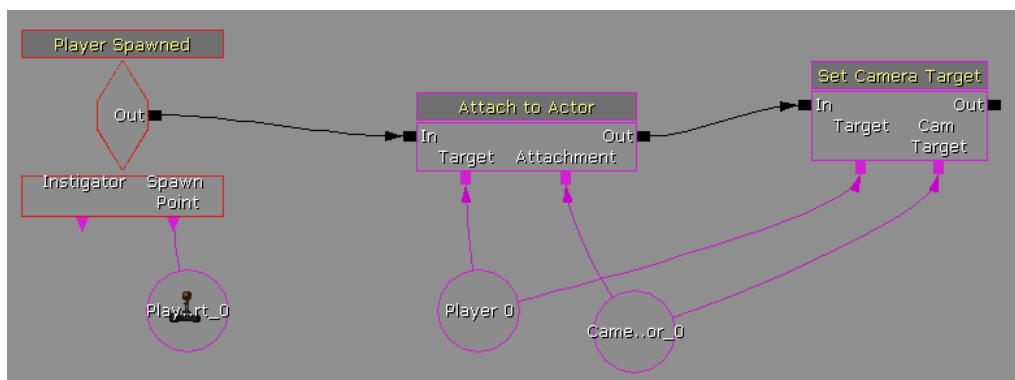 Player Spawned
Out
Instigator Spawn
Point
Play..rt_0
Attach to Actor
In Out
Target Attachment
Player 0
Came..or_0
Set Camera Target
In Out
Target Cam
Target